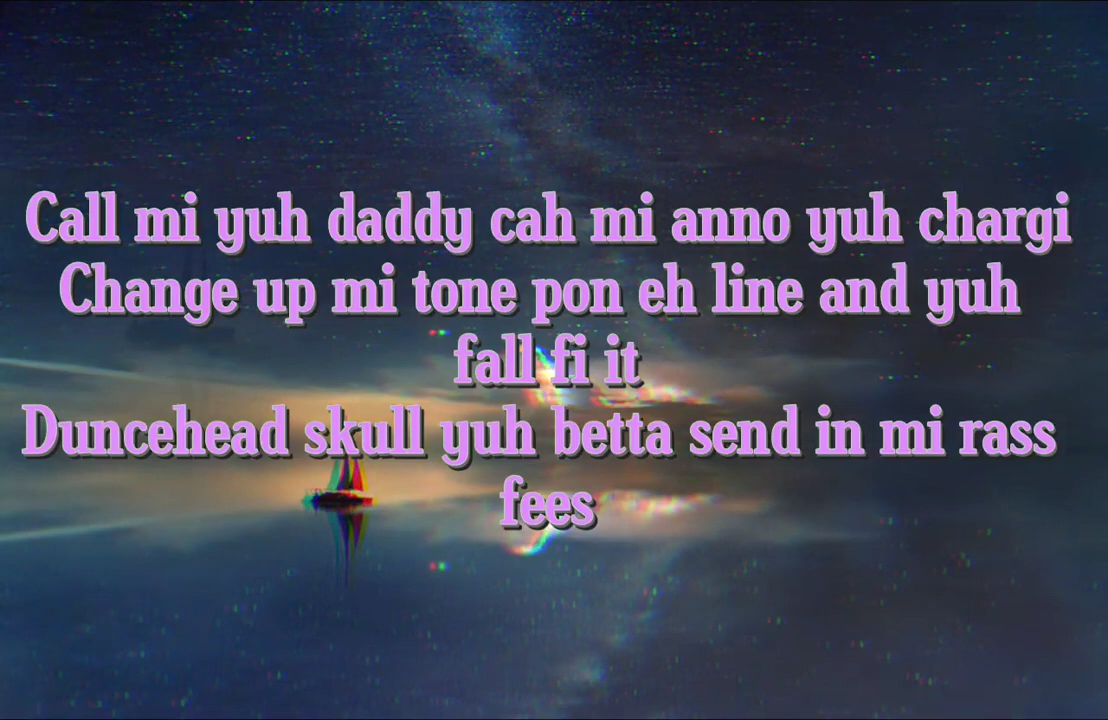 Call mi yuh daddy cah mi anno yuh chargi
Change up mi tone pon eh line and yuh
fall fi it
Duncehead skull yuh betta send in mi rass
fees